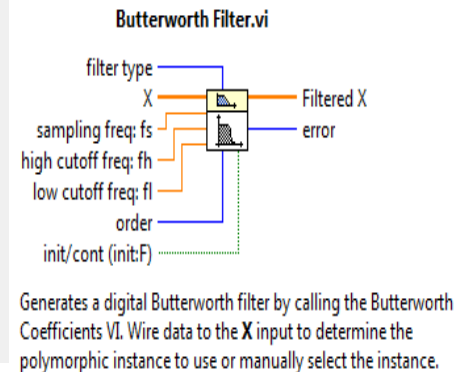 Butterworth Filter.vi
filter type
X
Filtered X
sampling freq: fs
error
high cutoff freq: fh
low cutoff freq: fl
order
init/cont (init:F)
Generates a digital Butterworth filter by calling the Butterworth
Coefficients VI. Wire data to the X input to determine the
polymorphic instance to use or manually select the instance.